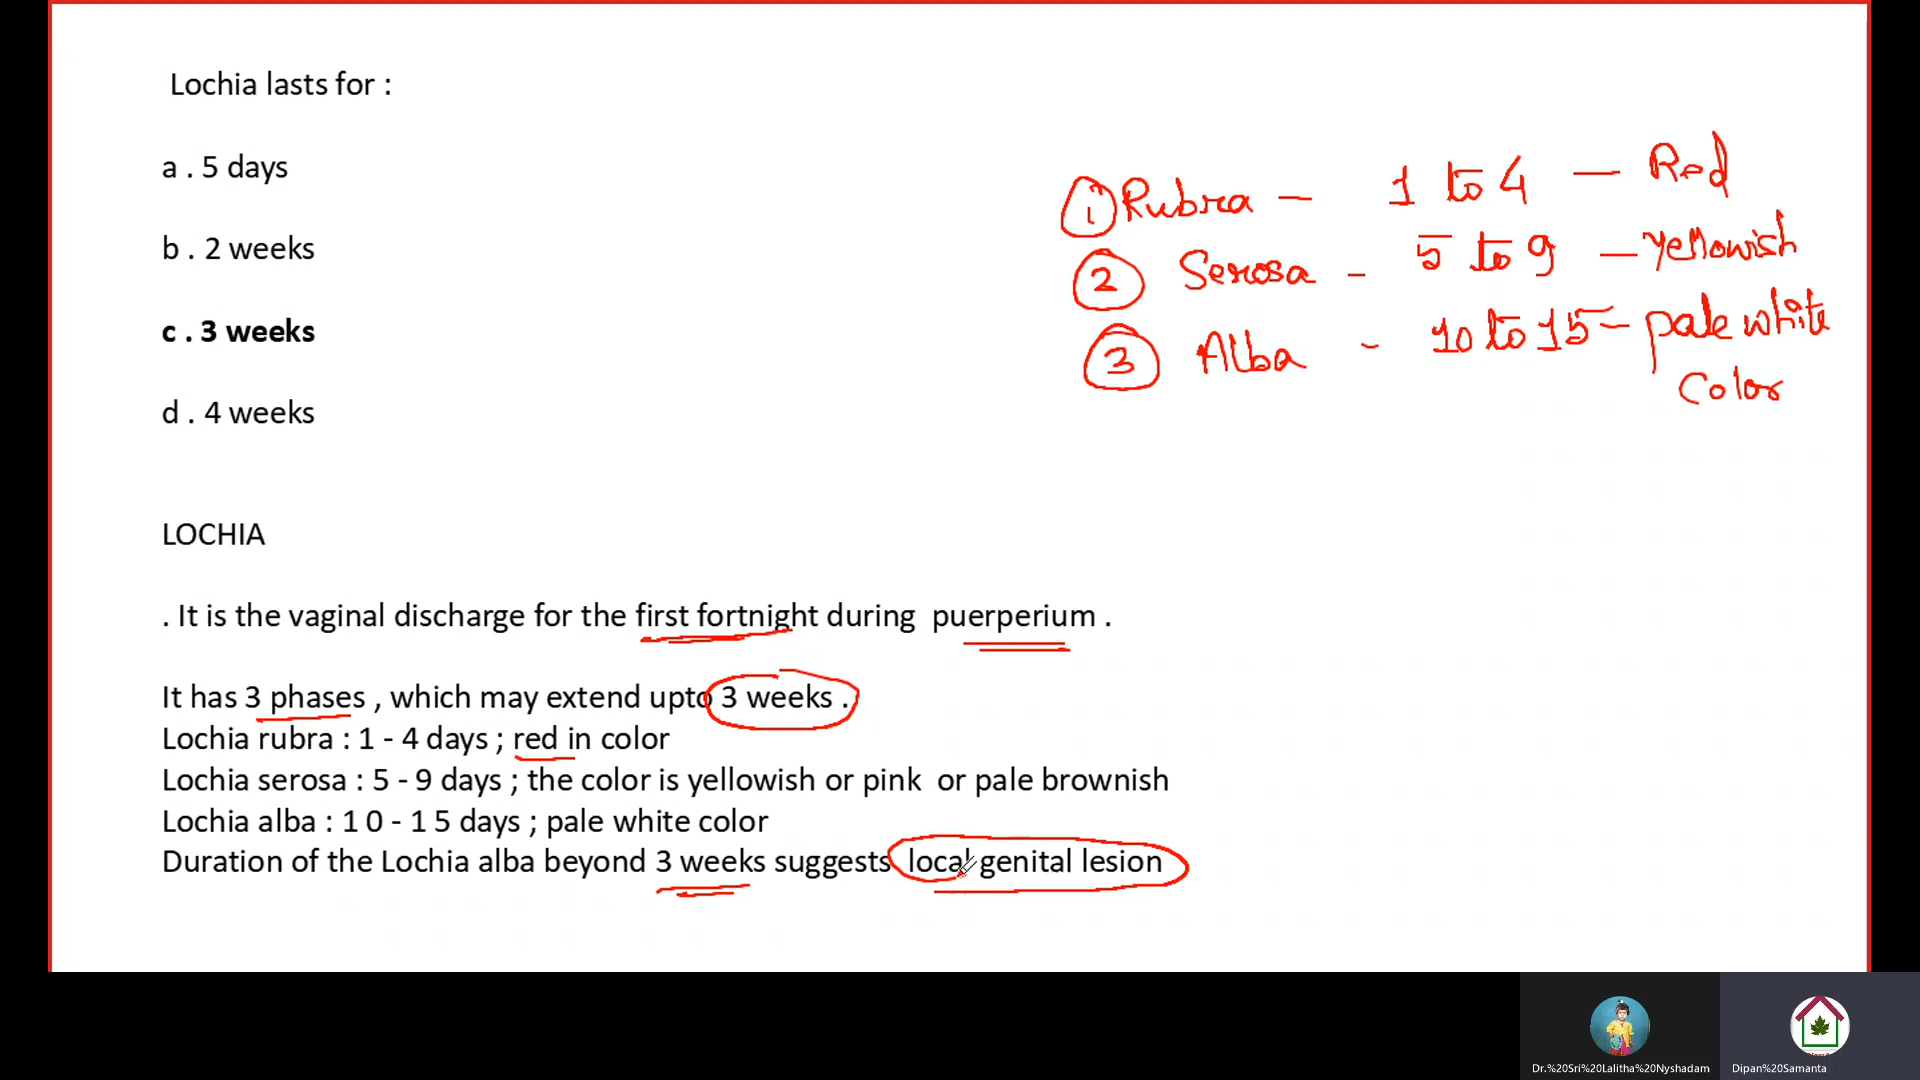 Lochia lasts for :
a . 5 days
b . 2 weeks
c . 3 weeks
d . 4 weeks
1 Rubra - 1 to 4 - Red
2 Serosa - 5 to 9 - Yellowish
3 Alba - 10 to 15 - pale white
Color
LOCHIA
. It is the vaginal discharge for the first fortnight during puerperium .
It has 3 phases , which may extend upto 3 weeks .
Lochia rubra : 1 - 4 days ; red in color
Lochia serosa : 5 - 9 days ; the color is yellowish or pink or pale brownish
Lochia alba : 1 0 - 1 5 days ; pale white color
Duration of the Lochia alba beyond 3 weeks suggests local genital lesion
Dr.%20Sri%20Lalitha%20Nyshadam
Dipan%20Samanta